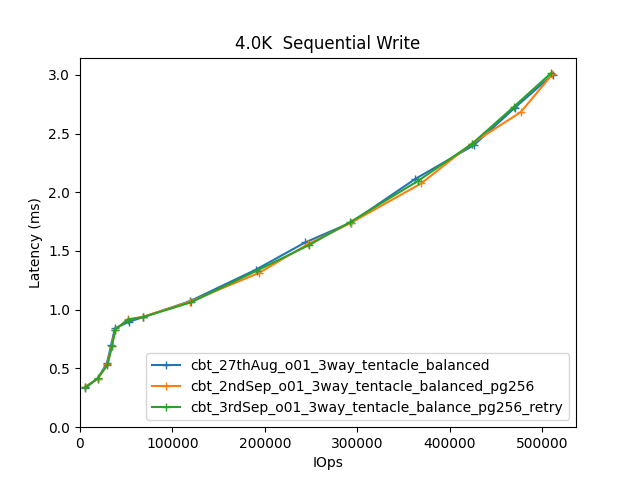 4.0K  Sequential Write
3.0
2.5
2.0
1.5
1.0
0.5
0.0
Latency (ms)
cbt_27thAug_o01_3way_tentacle_balanced
cbt_2ndSep_o01_3way_tentacle_balanced_pg256
cbt_3rdSep_o01_3way_tentacle_balance_pg256_retry
0 100000 200000 300000 400000 500000
IOps